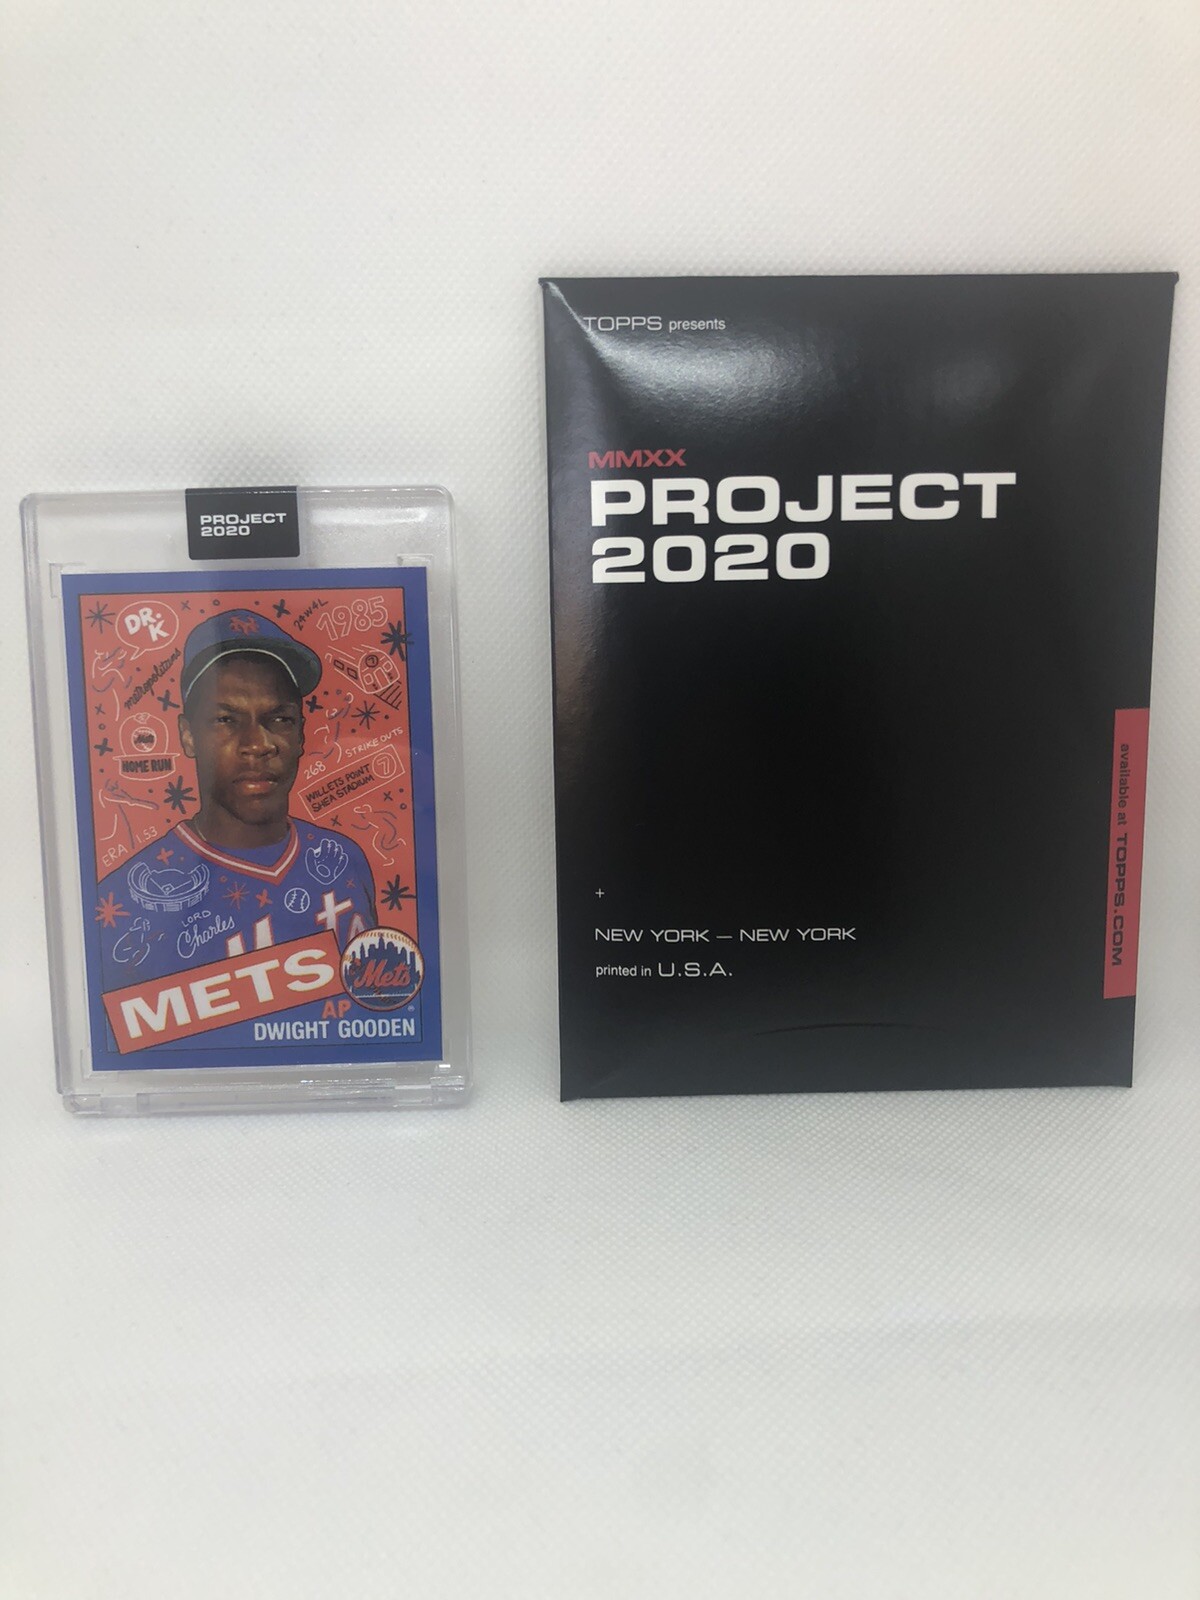 PROJECT
2020
DR.
K
24W4L
1985
metropolitans
Mets
HOME RUN
268 STRIKE OUTS
WILLETS POINT
SHEA STADIUM
7
ERA / 1.53
LORD
Charles
METS
Mets
AP
DWIGHT GOODEN
TOPPS presents
MMXX
PROJECT
2020
available at TOPPS.COM
+
NEW YORK — NEW YORK
printed in U.S.A.